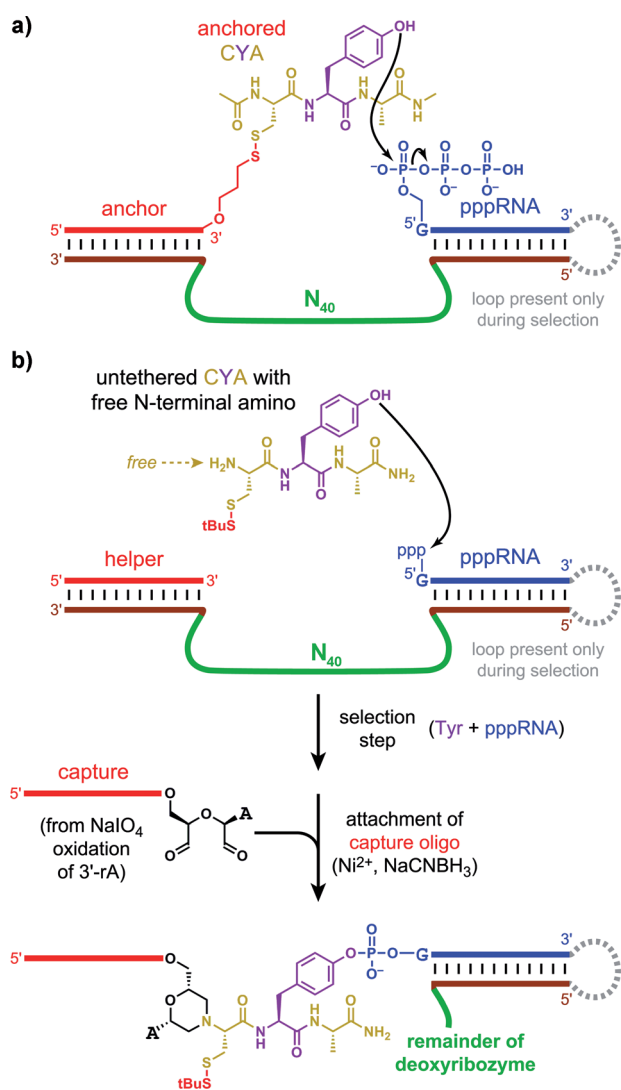 a)
anchored
CYA
OH
O
H
N
O
H
N
O
N
H
O
N
H
O
S
S
O
⁻O–P–O–P–O–P–OH
O
O⁻
O⁻
O
5' anchor 3'
5' G pppRNA 3'
3'
5'
N40
loop present only
during selection
b)
untethered CYA with
free N-terminal amino
OH
free
H2N
O
N
H
O
H
N
O
NH2
S
tBuS
helper
5' 3'
3'
ppp
5'
G
pppRNA
3'
5'
N40
loop present only
during selection
selection
step
(Tyr + pppRNA)
capture
5'
O
O
A
O
O
(from NaIO4
oxidation
of 3'-rA)
attachment of
capture oligo
(Ni2+, NaCNBH3)
5'
O
O
A
N
O
N
H
O
H
N
O
NH2
S
tBuS
O
O–P–O–G
O⁻
3'
5'
remainder of
deoxyribozyme